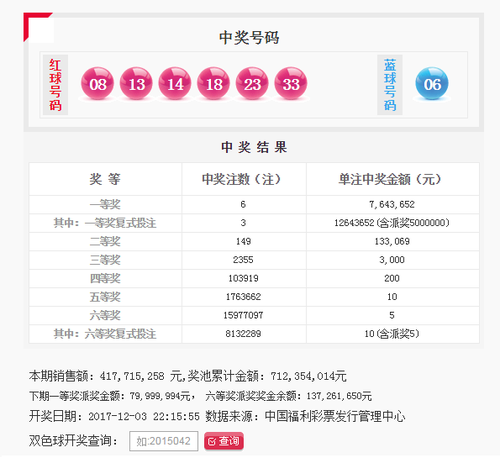 中奖号码
红球号码 08 13 14 18 23 33 蓝球号码 06
中奖结果
奖等 中奖注数（注） 单注中奖金额（元）
一等奖 6 7,643,652
其中：一等奖复式投注 3 12643652(含派奖5000000)
二等奖 149 133,069
三等奖 2355 3,000
四等奖 103919 200
五等奖 1763662 10
六等奖 15977097 5
其中：六等奖复式投注 8132289 10(含派奖5)
本期销售额：417,715,258 元,奖池累计金额：712,354,014元
下期一等奖派奖金额：79,999,994元， 六等奖派奖奖金余额：137,261,650元
开奖日期：2017-12-03 22:15:55 数据来源：中国福利彩票发行管理中心
双色球开奖查询： 如:2015042 查询